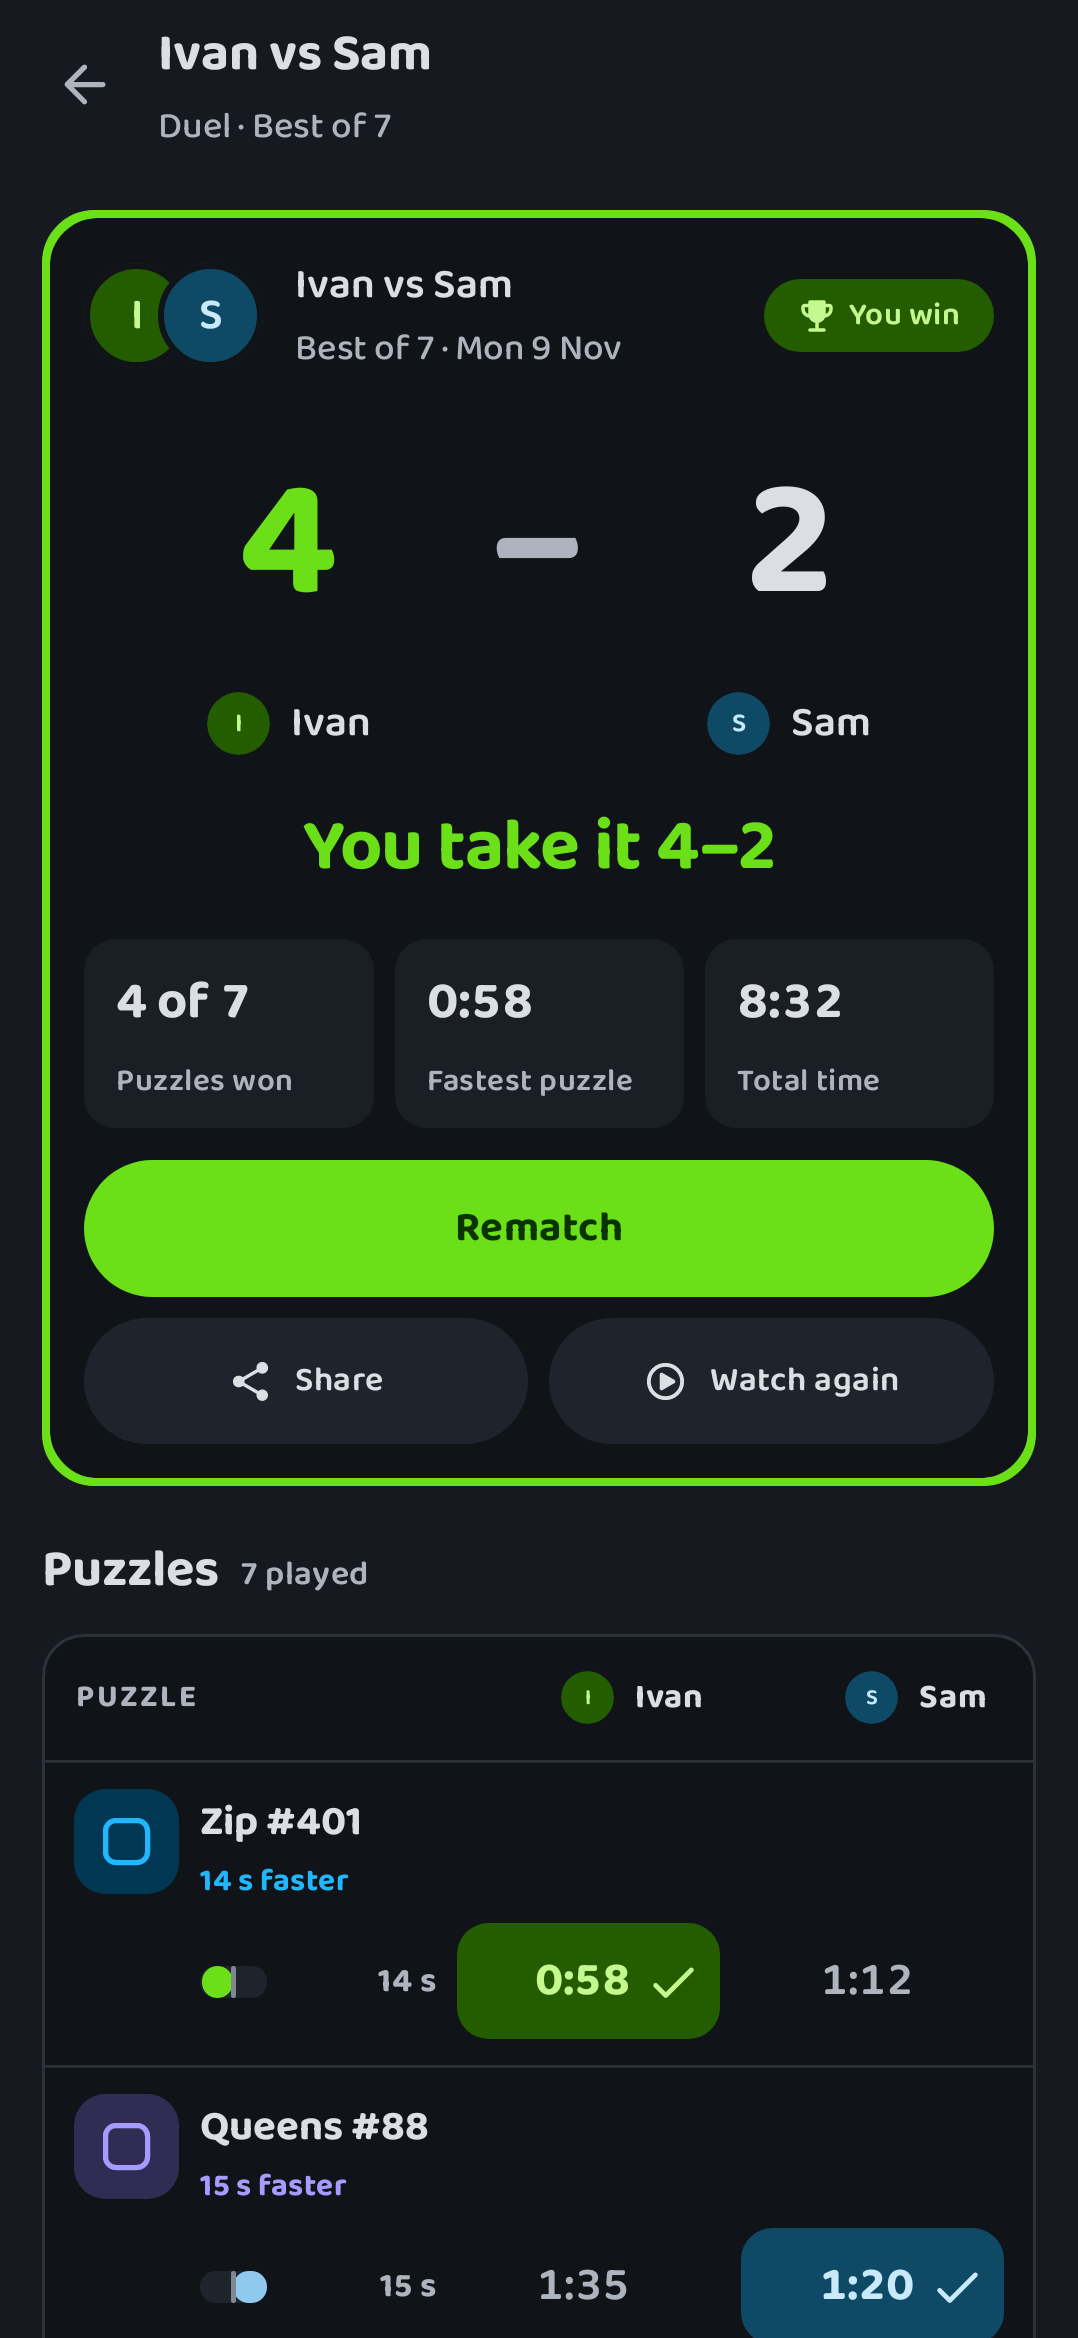 Ivan vs Sam
Duel · Best of 7
I S
Ivan vs Sam
Best of 7 · Mon 9 Nov
You win
4 – 2
I Ivan
S Sam
You take it 4–2
4 of 7
Puzzles won
0:58
Fastest puzzle
8:32
Total time
Rematch
Share
Watch again
Puzzles 7 played
PUZZLE I Ivan S Sam
Zip #401
14 s faster
14 s 0:58 1:12
Queens #88
15 s faster
15 s 1:35 1:20